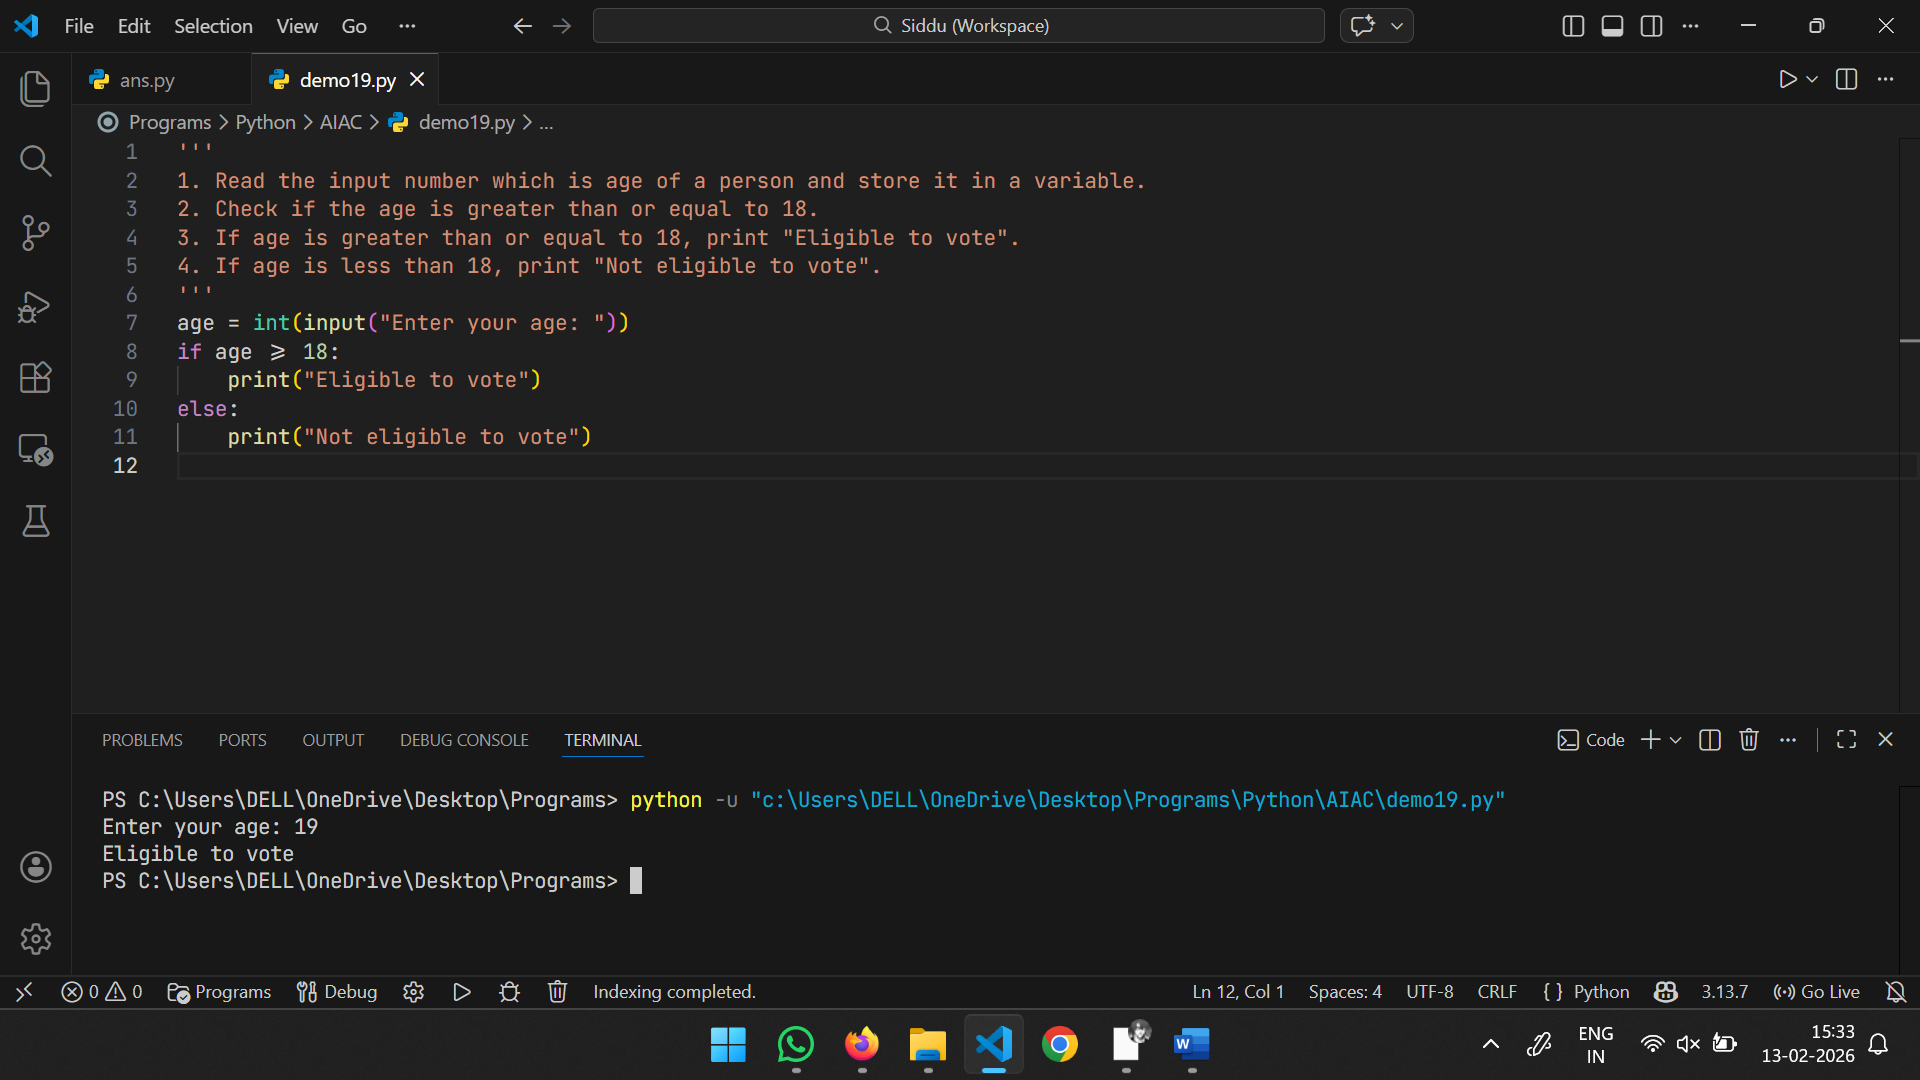 File Edit Selection View Go ···
Siddu (Workspace)
ans.py
demo19.py
Programs > Python > AIAC > demo19.py > ...
1 '''
2 1. Read the input number which is age of a person and store it in a variable.
3 2. Check if the age is greater than or equal to 18.
4 3. If age is greater than or equal to 18, print "Eligible to vote".
5 4. If age is less than 18, print "Not eligible to vote".
6 '''
7 age = int(input("Enter your age: "))
8 if age >= 18:
9     print("Eligible to vote")
10 else:
11     print("Not eligible to vote")
12
PROBLEMS PORTS OUTPUT DEBUG CONSOLE TERMINAL
Code
PS C:\Users\DELL\OneDrive\Desktop\Programs> python -u "c:\Users\DELL\OneDrive\Desktop\Programs\Python\AIAC\demo19.py"
Enter your age: 19
Eligible to vote
PS C:\Users\DELL\OneDrive\Desktop\Programs>
0 0 Programs Debug Indexing completed.
Ln 12, Col 1 Spaces: 4 UTF-8 CRLF { } Python 3.13.7 Go Live
W
ENG
IN
15:33
13-02-2026